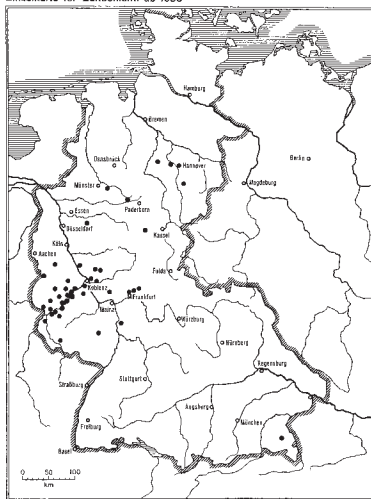 Hamburg
Bremen
Osnabrück
Hannover
Berlin
Münster
Magdeburg
Paderborn
Essen
Düsseldorf
Kassel
Köln
Aachen
Fulda
Koblenz
Frankfurt
Mainz
Würzburg
Nürnberg
Regensburg
Straßburg
Stuttgart
Augsburg
München
Freiburg
Basel
0 50 100
km